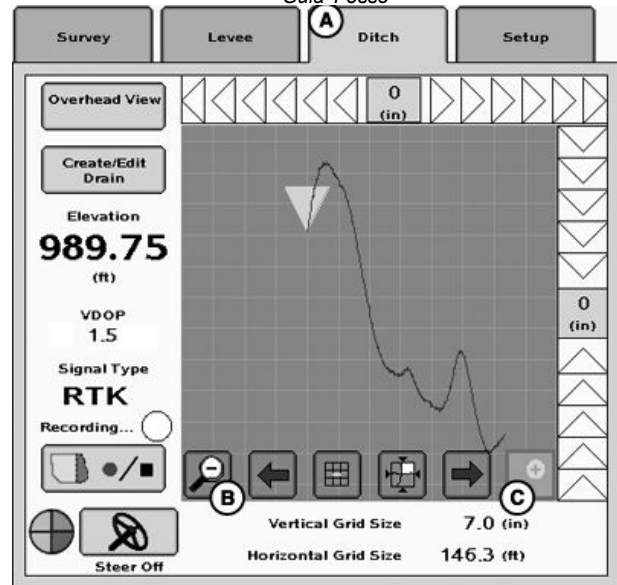 Guía Fosso
A
Survey
Levee
Ditch
Setup
Overhead View
0
(in)
Create/Edit
Drain
Elevation
989.75
(ft)
0
(in)
VDOP
1.5
Signal Type
RTK
Recording...
B
C
Vertical Grid Size 7.0 (in)
Steer Off
Horizontal Grid Size 146.3 (ft)